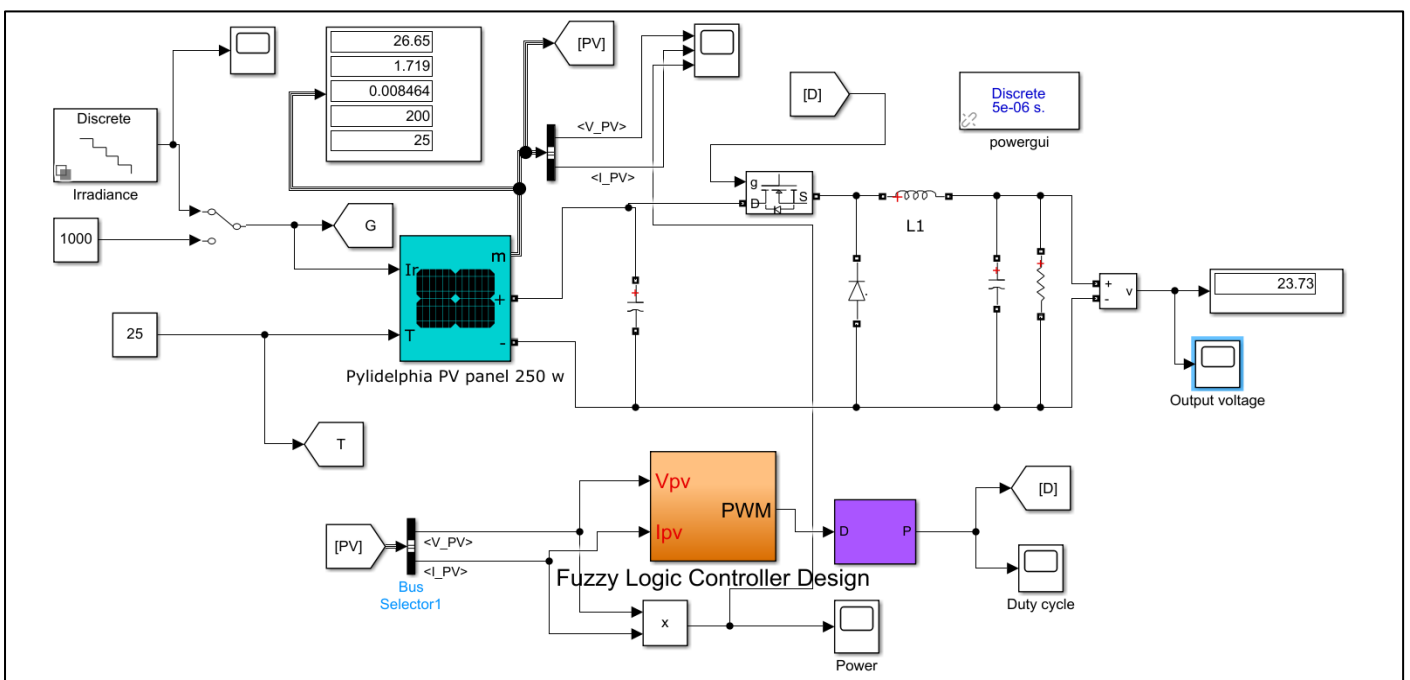 26.65
1.719
0.008464
200
25
[PV]
[D]
Discrete
5e-06 s.
powergui
Discrete
Irradiance
<V_PV>
<I_PV>
g
D
S
L1
1000
G
m
Ir
+
T
-
25
Pylidelphia PV panel 250 w
+
-
v
23.73
Output voltage
T
Vpv
PWM
Ipv
D
P
[D]
[PV]
<V_PV>
<I_PV>
Bus
Selector1
Fuzzy Logic Controller Design
Duty cycle
x
Power